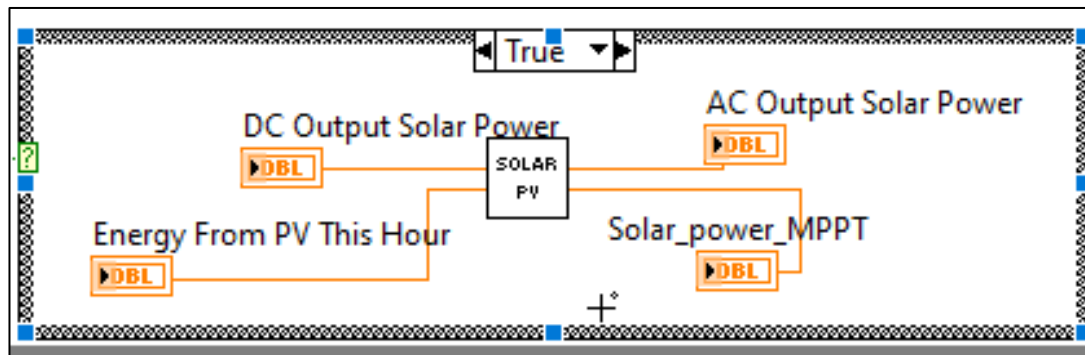 True
DC Output Solar Power
AC Output Solar Power
?
DBL
DBL
SOLAR
PV
Energy From PV This Hour
Solar_power_MPPT
DBL
DBL